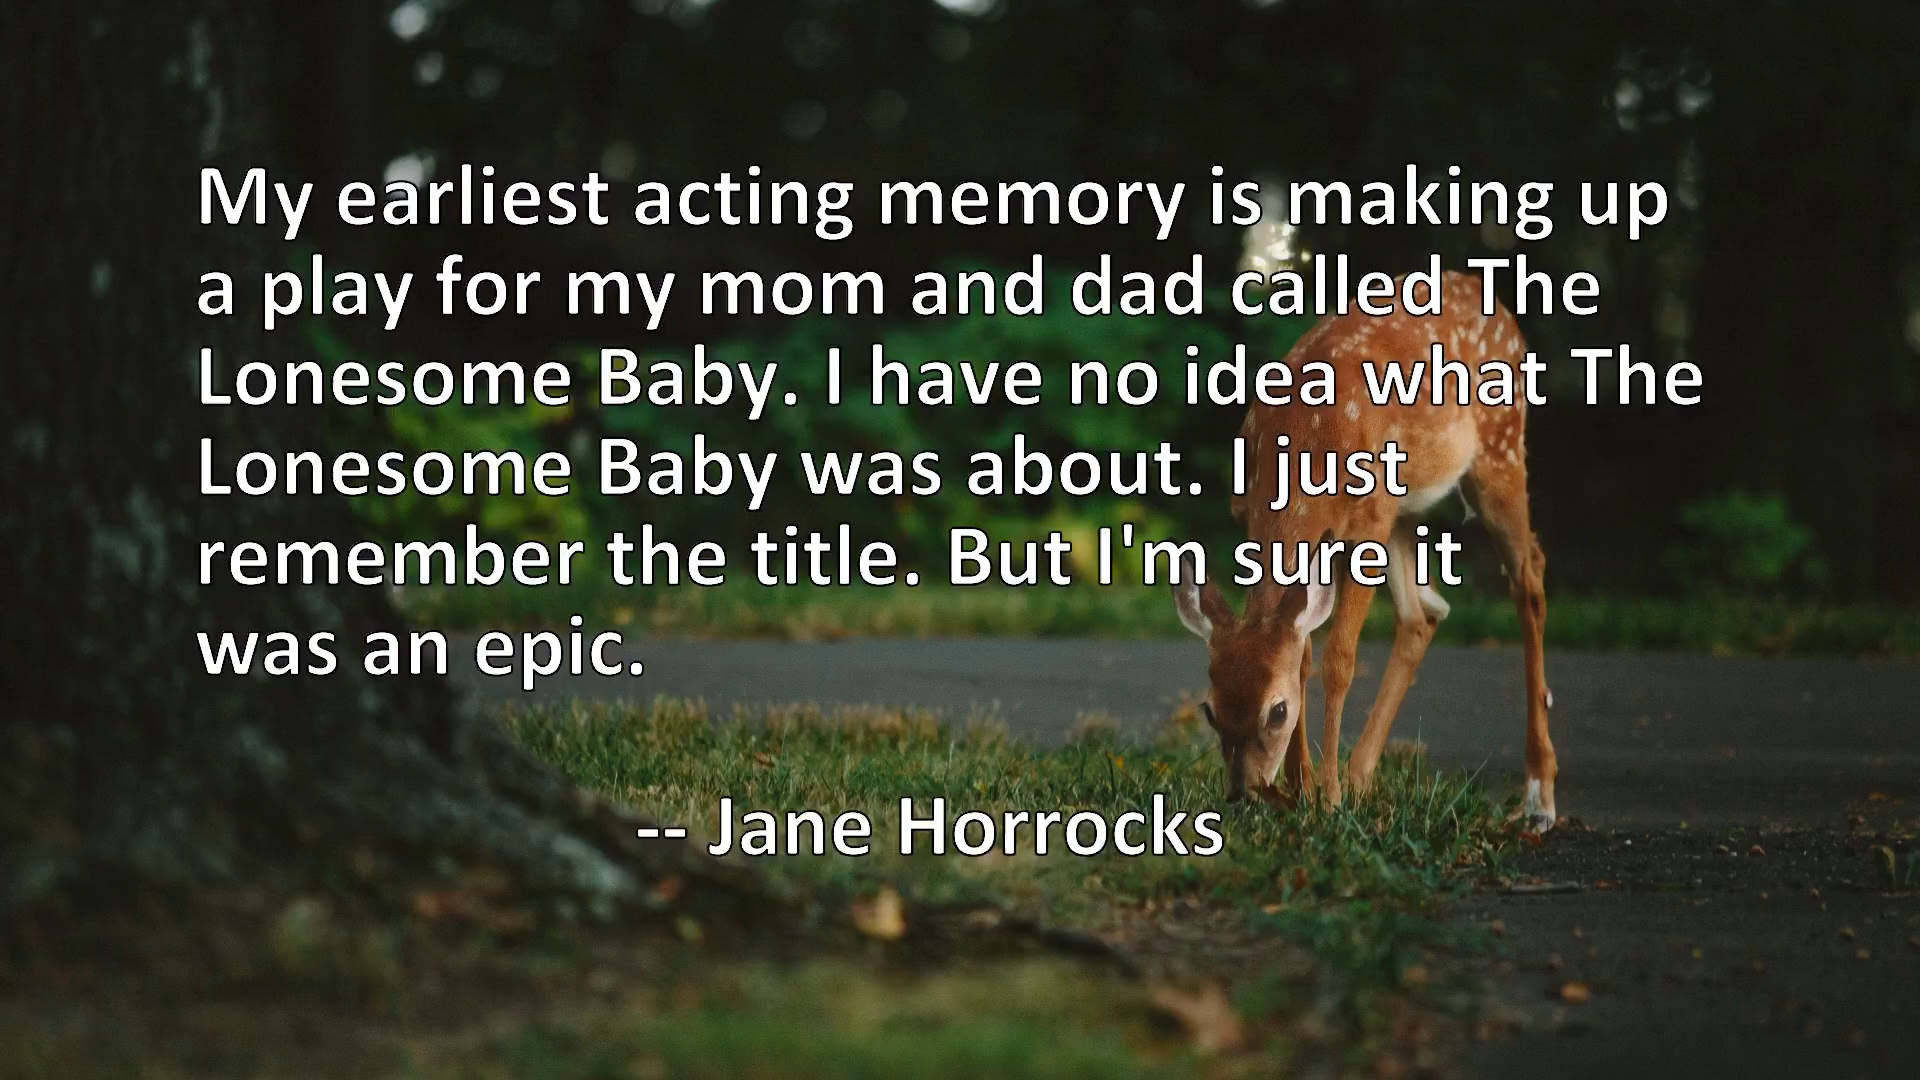 My earliest acting memory is making up
a play for my mom and dad called The
Lonesome Baby. I have no idea what The
Lonesome Baby was about. I just
remember the title. But I'm sure it
was an epic.
-- Jane Horrocks